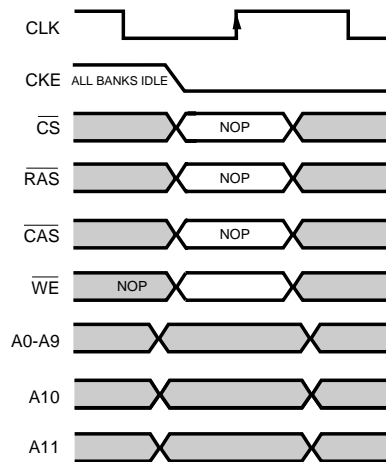 CLK
CKE ALL BANKS IDLE
CS NOP
RAS NOP
CAS NOP
WE NOP
A0-A9
A10
A11